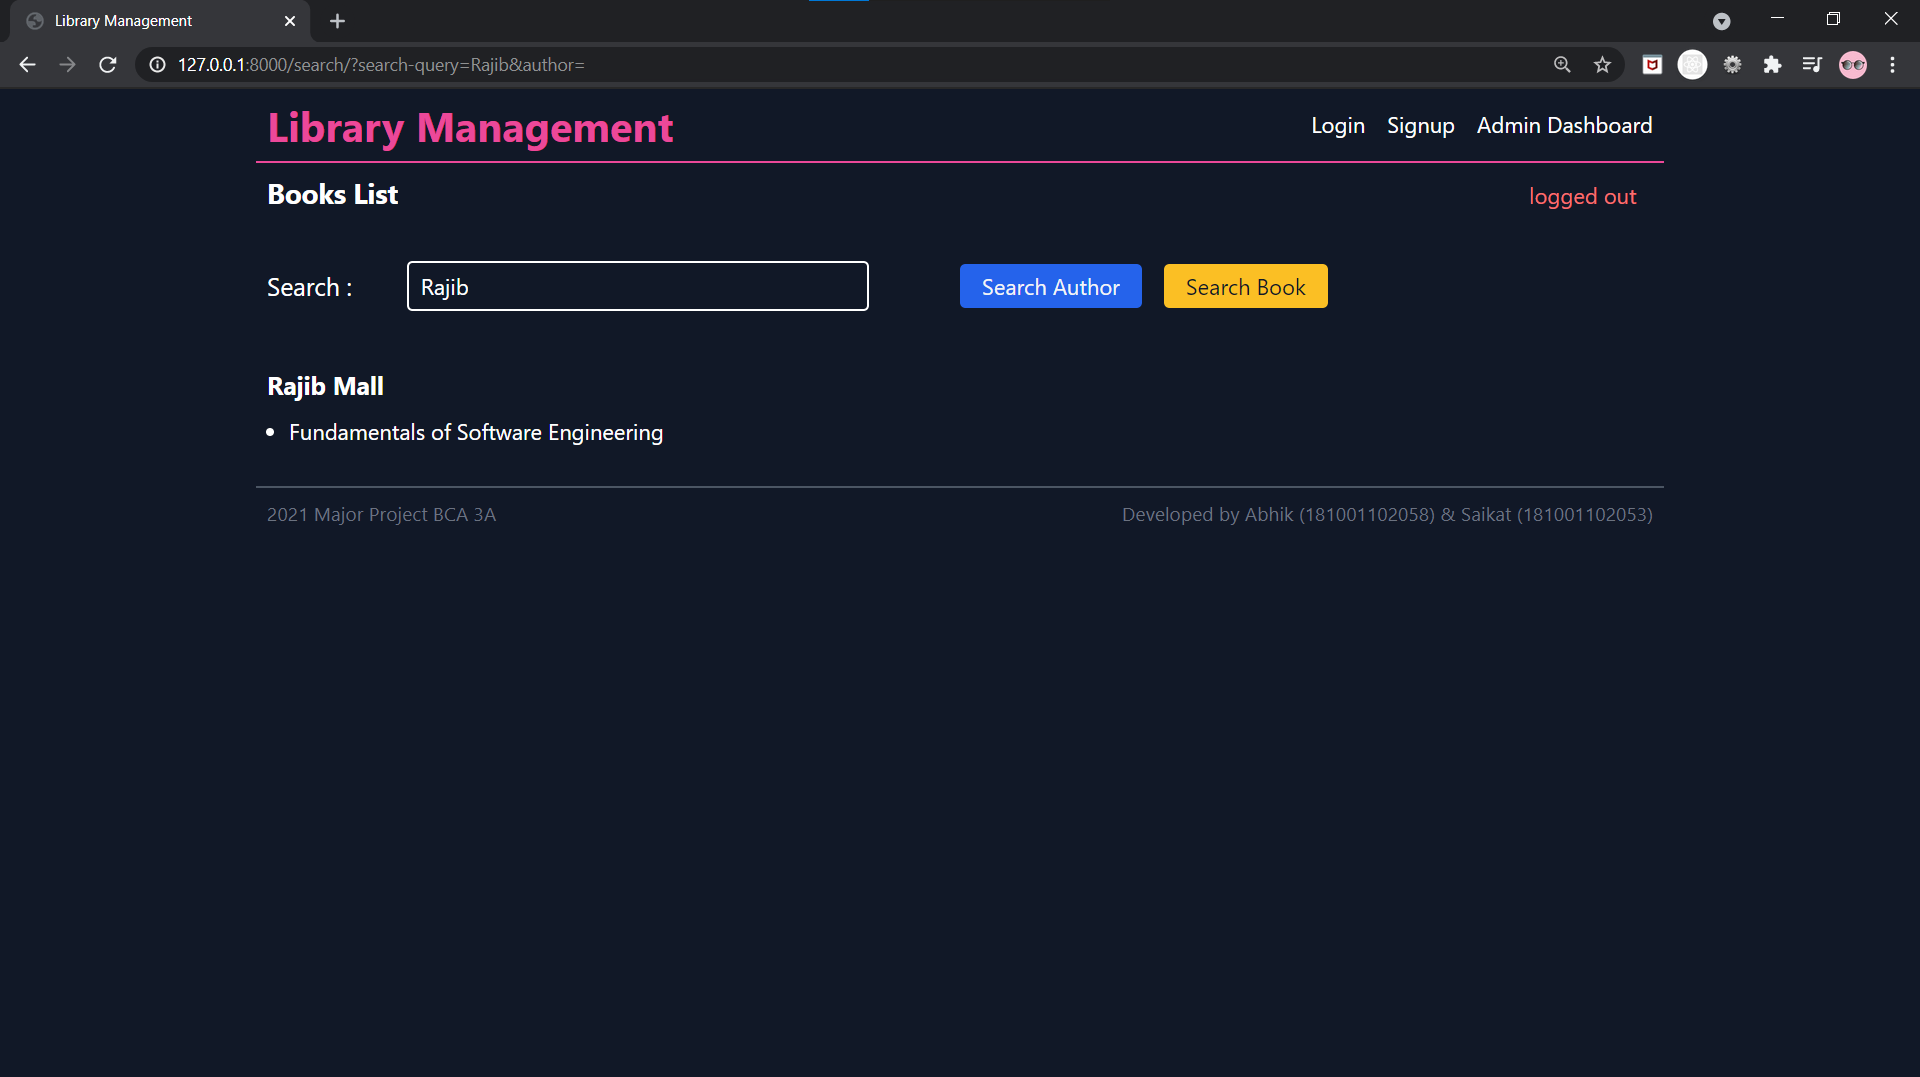 Library Management
127.0.0.1:8000/search/?search-query=Rajib&author=
Library Management
Login Signup Admin Dashboard
Books List
logged out
Search :
Rajib
Search Author
Search Book
Rajib Mall
Fundamentals of Software Engineering
2021 Major Project BCA 3A
Developed by Abhik (181001102058) & Saikat (181001102053)